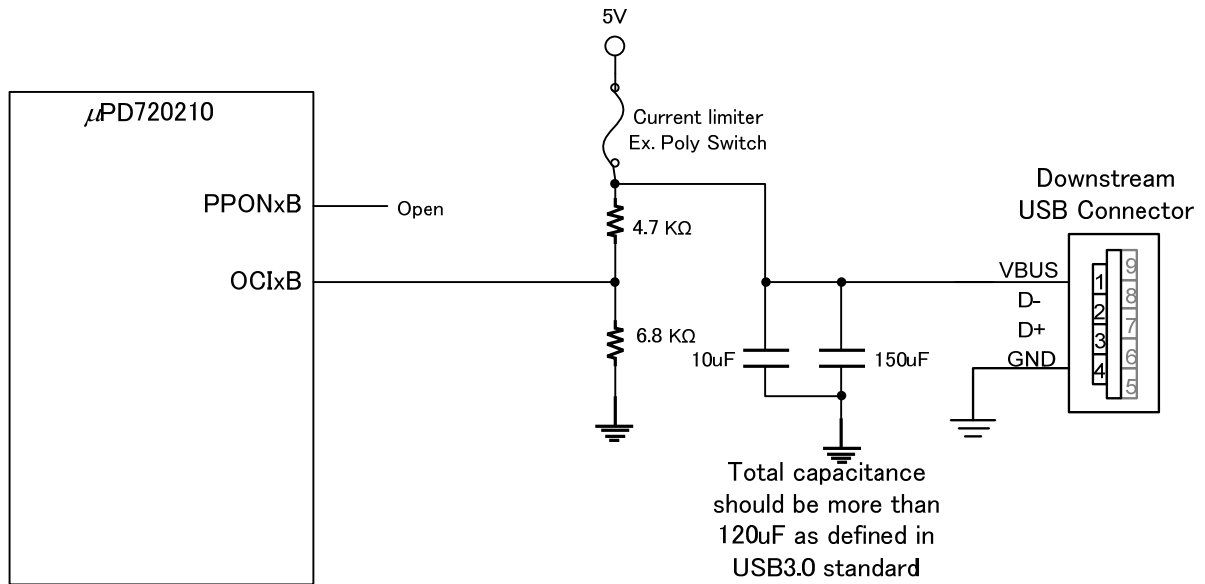 5V
μPD720210
Current limiter
Ex. Poly Switch
PPONxB
Open
4.7 KΩ
OCIxB
6.8 KΩ
10uF
150uF
Downstream
USB Connector
VBUS
D-
D+
GND
1
2
3
4
9
8
7
6
5
Total capacitance
should be more than
120uF as defined in
USB3.0 standard